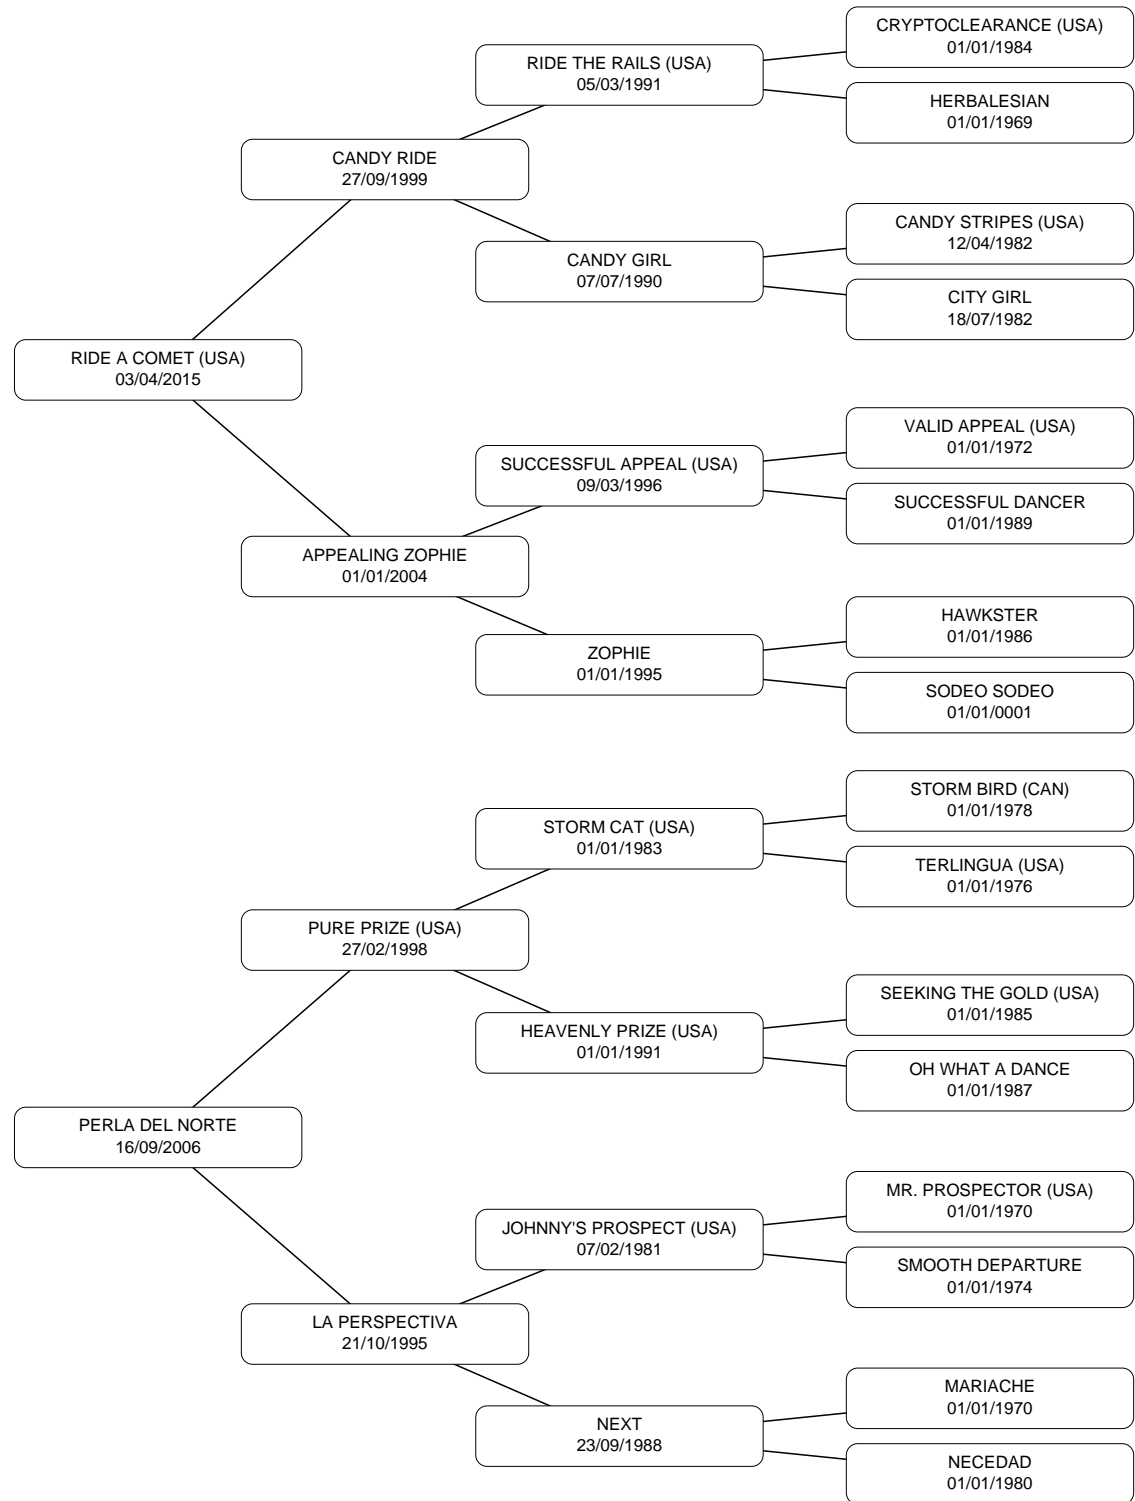 CRYPTOCLEARANCE (USA)
01/01/1984
RIDE THE RAILS (USA)
05/03/1991
HERBALESIAN
01/01/1969
CANDY RIDE
27/09/1999
CANDY STRIPES (USA)
12/04/1982
CANDY GIRL
07/07/1990
CITY GIRL
18/07/1982
RIDE A COMET (USA)
03/04/2015
VALID APPEAL (USA)
01/01/1972
SUCCESSFUL APPEAL (USA)
09/03/1996
SUCCESSFUL DANCER
01/01/1989
APPEALING ZOPHIE
01/01/2004
HAWKSTER
01/01/1986
ZOPHIE
01/01/1995
SODEO SODEO
01/01/0001
STORM BIRD (CAN)
01/01/1978
STORM CAT (USA)
01/01/1983
TERLINGUA (USA)
01/01/1976
PURE PRIZE (USA)
27/02/1998
SEEKING THE GOLD (USA)
01/01/1985
HEAVENLY PRIZE (USA)
01/01/1991
OH WHAT A DANCE
01/01/1987
PERLA DEL NORTE
16/09/2006
MR. PROSPECTOR (USA)
01/01/1970
JOHNNY'S PROSPECT (USA)
07/02/1981
SMOOTH DEPARTURE
01/01/1974
LA PERSPECTIVA
21/10/1995
MARIACHE
01/01/1970
NEXT
23/09/1988
NECEDAD
01/01/1980